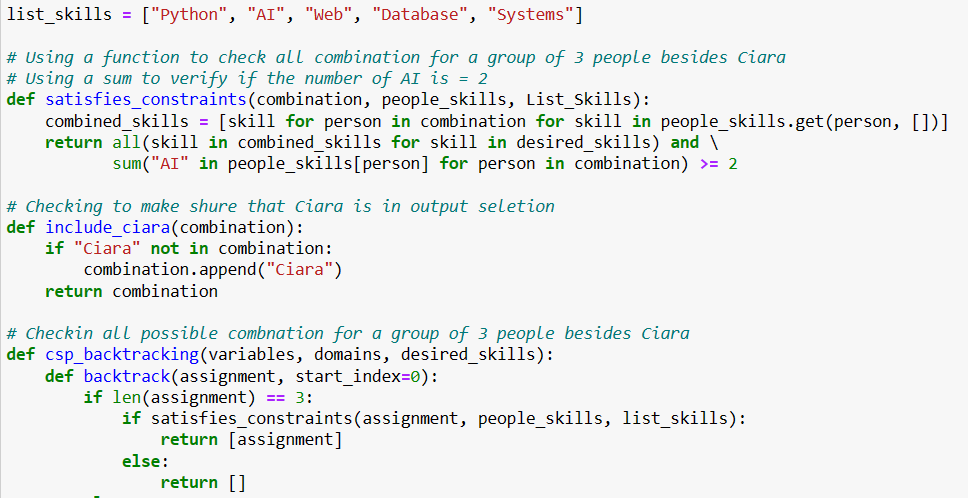 list_skills = ["Python", "AI", "Web", "Database", "Systems"]
# Using a function to check all combination for a group of 3 people besides Ciara
# Using a sum to verify if the number of AI is = 2
def satisfies_constraints(combination, people_skills, List_Skills):
    combined_skills = [skill for person in combination for skill in people_skills.get(person, [])]
    return all(skill in combined_skills for skill in desired_skills) and \
           sum("AI" in people_skills[person] for person in combination) >= 2
# Checking to make shure that Ciara is in output seletion
def include_ciara(combination):
    if "Ciara" not in combination:
        combination.append("Ciara")
    return combination
# Checkin all possible combnation for a group of 3 people besides Ciara
def csp_backtracking(variables, domains, desired_skills):
    def backtrack(assignment, start_index=0):
        if len(assignment) == 3:
            if satisfies_constraints(assignment, people_skills, list_skills):
                return [assignment]
            else:
                return []